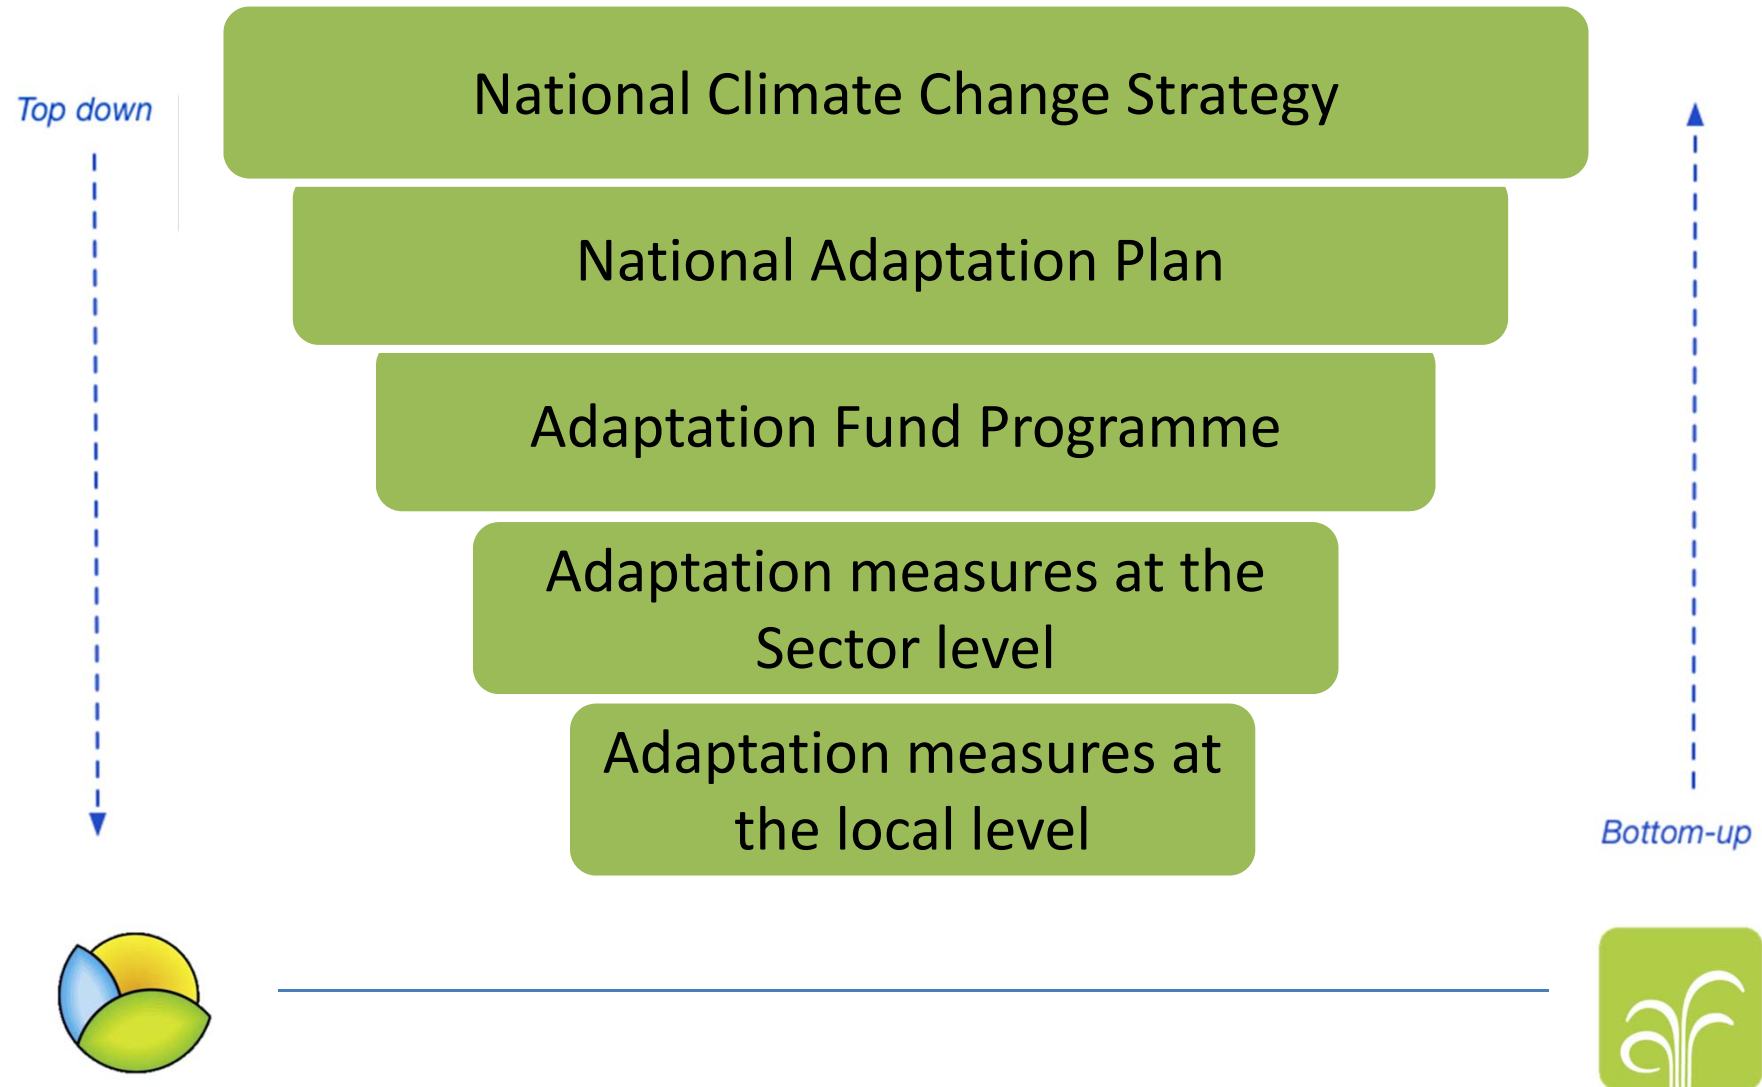 National Climate Change Strategy
Top down
National Adaptation Plan
Adaptation Fund Programme
Adaptation measures at the
Sector level
Adaptation measures at
the local level
Bottom-up